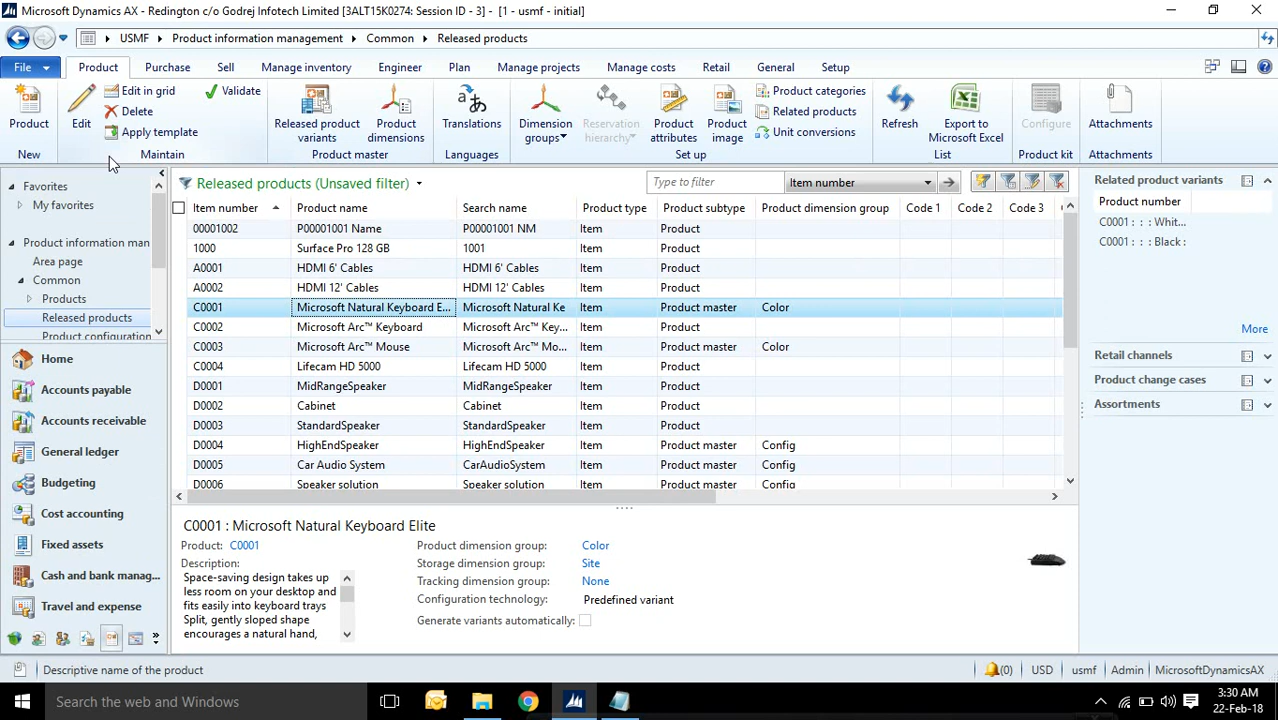 Microsoft Dynamics AX - Redington c/o Godrej Infotech Limited [3ALT15K0274: Session ID - 3] - [1 - usmf - initial]
USMF Product information management Common Released products
File Product Purchase Sell Manage inventory Engineer Plan Manage projects Manage costs Retail General Setup
Product
New
Edit
Edit in grid
Delete
Apply template
Validate
Maintain
Released product variants
Product dimensions
Product master
Translations
Languages
Dimension groups
Reservation hierarchy
Product attributes
Product image
Product categories
Related products
Unit conversions
Set up
Refresh
Export to Microsoft Excel
List
Configure
Product kit
Attachments
Attachments
Favorites
My favorites
Product information man
Area page
Common
Products
Released products
Product configuration
Home
Accounts payable
Accounts receivable
General ledger
Budgeting
Cost accounting
Fixed assets
Cash and bank manag...
Travel and expense
Released products (Unsaved filter)
Type to filter
Item number
Item number Product name Search name Product type Product subtype Product dimension group Code 1 Code 2 Code 3
00001002 P00001001 Name P00001001 NM Item Product
1000 Surface Pro 128 GB 1001 Item Product
A0001 HDMI 6' Cables HDMI 6' Cables Item Product
A0002 HDMI 12' Cables HDMI 12' Cables Item Product
C0001 Microsoft Natural Keyboard E... Microsoft Natural Ke Item Product master Color
C0002 Microsoft Arc™ Keyboard Microsoft Arc™ Key... Item Product master
C0003 Microsoft Arc™ Mouse Microsoft Arc™ Mo... Item Product master Color
C0004 Lifecam HD 5000 Lifecam HD 5000 Item Product
D0001 MidRangeSpeaker MidRangeSpeaker Item Product
D0002 Cabinet Cabinet Item Product
D0003 StandardSpeaker StandardSpeaker Item Product
D0004 HighEndSpeaker HighEndSpeaker Item Product master Config
D0005 Car Audio System CarAudioSystem Item Product master Config
D0006 Speaker solution Speaker solution Item Product master Config
C0001 : Microsoft Natural Keyboard Elite
Product: C0001
Description:
Space-saving design takes up
less room on your desktop and
fits easily into keyboard trays
Split, gently sloped shape
encourages a natural hand,
Product dimension group: Color
Storage dimension group: Site
Tracking dimension group: None
Configuration technology: Predefined variant
Generate variants automatically:
Related product variants
Product number
C0001 : : : Whit...
C0001 : : : Black :
More
Retail channels
Product change cases
Assortments
Descriptive name of the product
(0) USD usmf Admin MicrosoftDynamicsAX
Search the web and Windows
3:30 AM
22-Feb-18